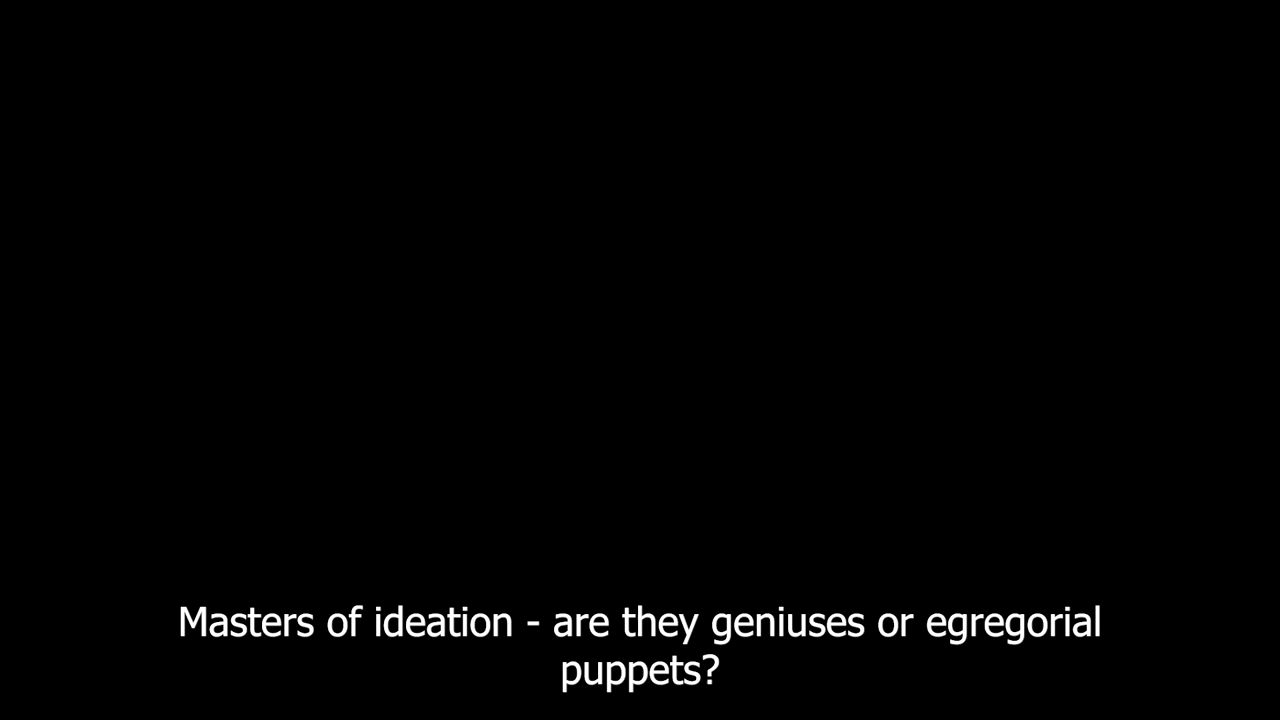 Masters of ideation - are they geniuses or egregorial
puppets?